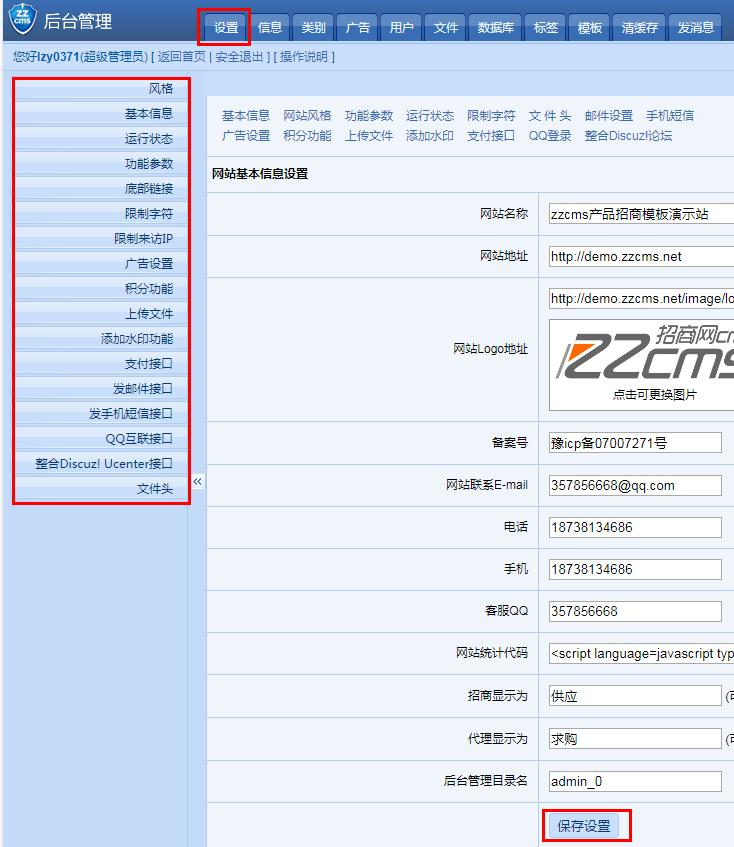 ZZ
cms
后台管理
设置 信息 类别 广告 用户 文件 数据库 标签 模板 清缓存 发消息
您好lzy0371(超级管理员) [ 返回首页 | 安全退出 ] [ 操作说明 ]
风格
基本信息
运行状态
功能参数
底部链接
限制字符
限制来访IP
广告设置
积分功能
上传文件
添加水印功能
支付接口
发邮件接口
发手机短信接口
QQ互联接口
整合Discuz! Ucenter接口
文件头
«
基本信息 网站风格 功能参数 运行状态 限制字符 文 件 头 邮件设置 手机短信
广告设置 积分功能 上传文件 添加水印 支付接口 QQ登录 整合Discuz!论坛
网站基本信息设置
网站名称 zzcms产品招商模板演示站
网站地址 http://demo.zzcms.net
网站Logo地址 http://demo.zzcms.net/image/lo
招商网cn
ZZcms
点击可更换图片
备案号 豫icp备07007271号
网站联系E-mail 357856668@qq.com
电话 18738134686
手机 18738134686
客服QQ 357856668
网站统计代码 <script language=javascript typ
招商显示为 供应
代理显示为 求购
后台管理目录名 admin_0
保存设置